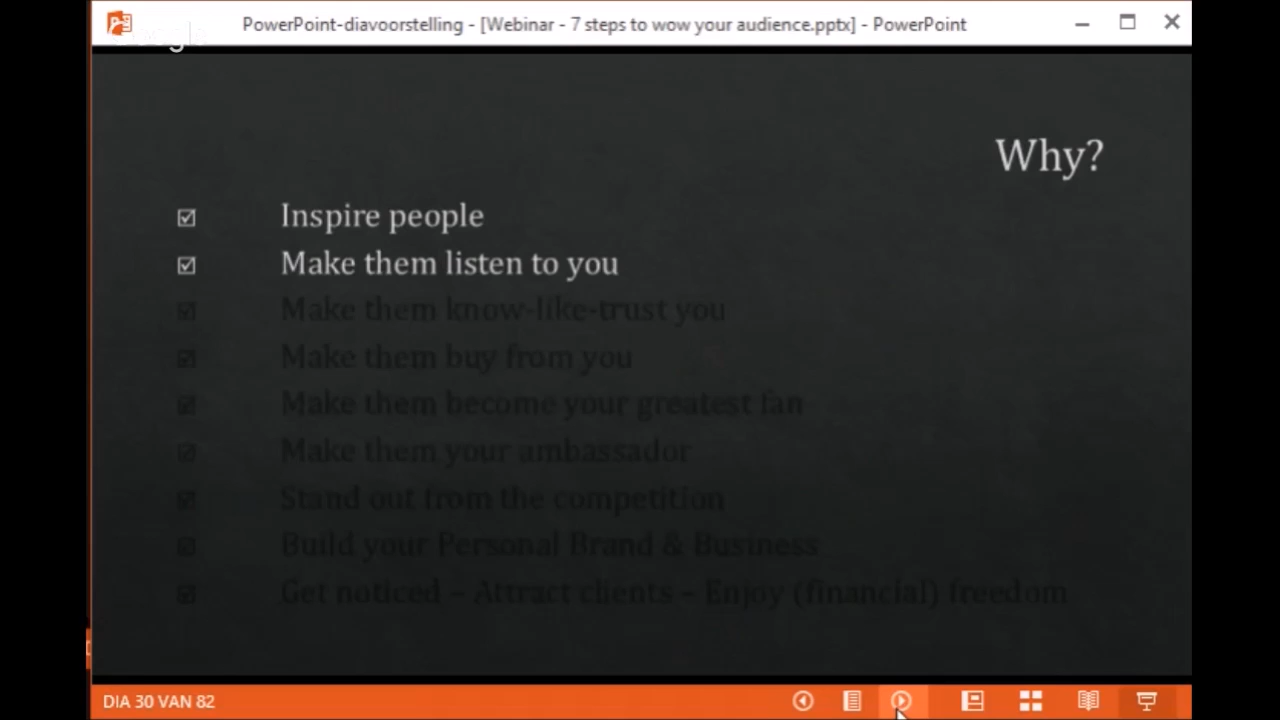 PowerPoint-diavoorstelling - [Webinar - 7 steps to wow your audience.pptx] - PowerPoint
Why?
Inspire people
Make them listen to you
Make them know-like-trust you
Make them buy from you
Make them become your greatest fan
Make them your ambassador
Stand out from the competition
Build your Personal Brand & Business
Get noticed – Attract clients – Enjoy (financial) freedom
DIA 30 VAN 82